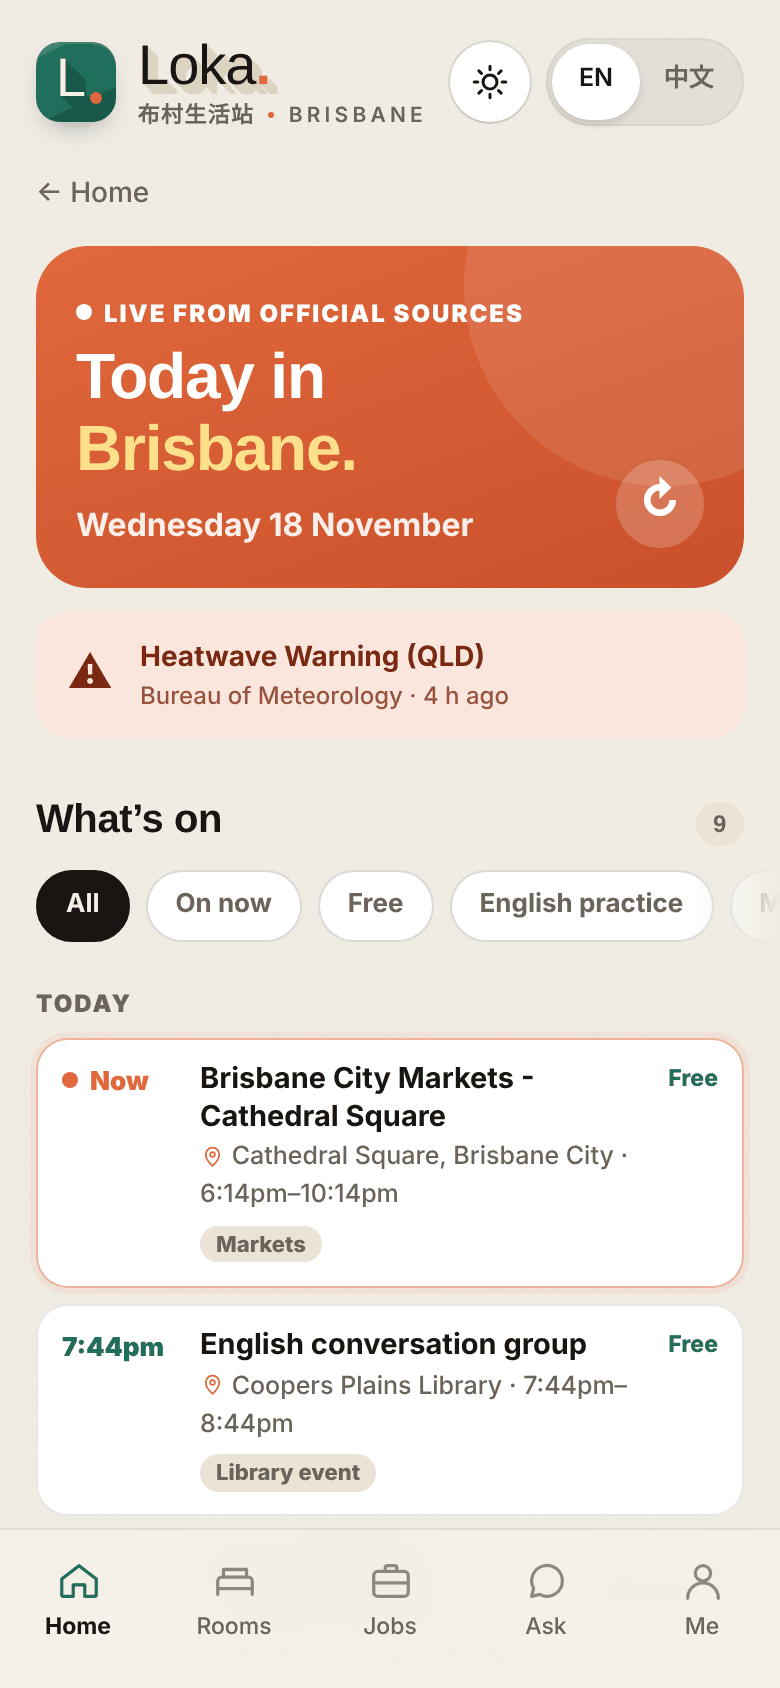 L.
Loka.
布村生活站 • BRISBANE
EN
中文
← Home
LIVE FROM OFFICIAL SOURCES
Today in
Brisbane.
Wednesday 18 November
Heatwave Warning (QLD)
Bureau of Meteorology · 4 h ago
What’s on
9
All
On now
Free
English practice
TODAY
Now
Brisbane City Markets -
Cathedral Square
Free
Cathedral Square, Brisbane City ·
6:14pm–10:14pm
Markets
7:44pm
English conversation group
Free
Coopers Plains Library · 7:44pm–
8:44pm
Library event
Home
Rooms
Jobs
Ask
Me